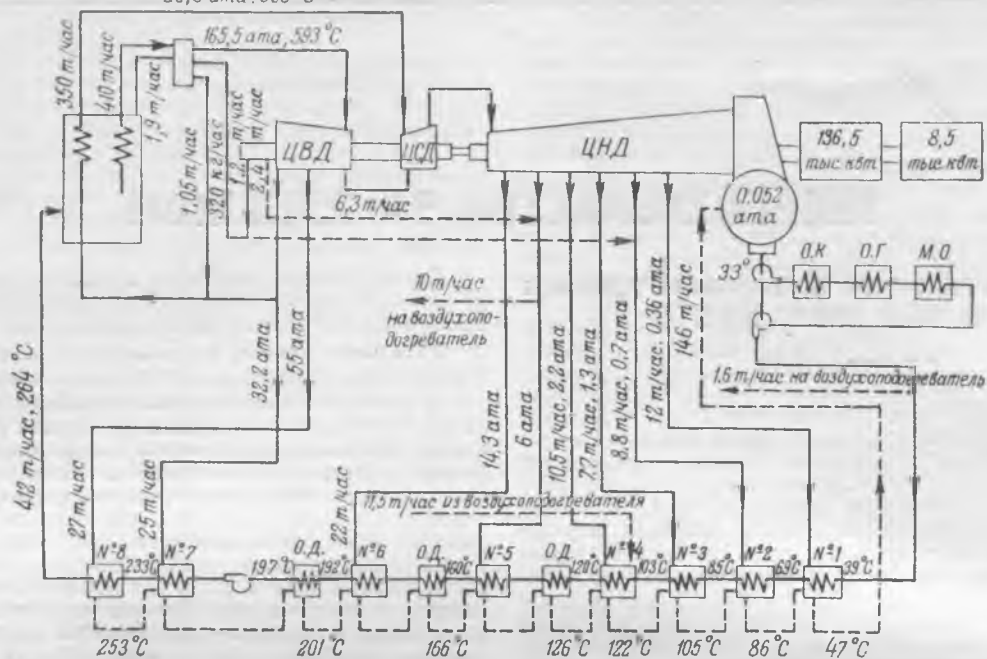 350 т/час
410 т/час
1,9 т/час
165,5 ата, 593 °С
1,05 т/час
320 кг/час
1,2 т/час
2,4 т/час
ЦВД
ЦСД
ЦНД
6,3 т/час
136,5
тыс. квт.
8,5
тыс. квт.
0.052
ата
33°
О.К
О.Г
М.О
10 т/час
на воздухопо-
догреватель
146 т/час
1,6 т/час на воздухоподогреватель
412 т/час, 264 °С
27 т/час
25 т/час
32,2 ата
55 ата
22 т/час
14,3 ата
6 ата
10,5 т/час, 2,2 ата
7,7 т/час, 1,3 ата
8,8 т/час, 0,7 ата
12 т/час, 0,36 ата
11,5 т/час из воздухоподогревателя
№8
233°С
№7
197°С
О.Д.
192°С
№6
О.Д.
160°С
№5
О.Д.
120°С
№4
103°С
№3
85°С
№2
69°С
№1
39°С
253 °С
201 °С
166 °С
126 °С
122 °С
105 °С
86 °С
47 °С